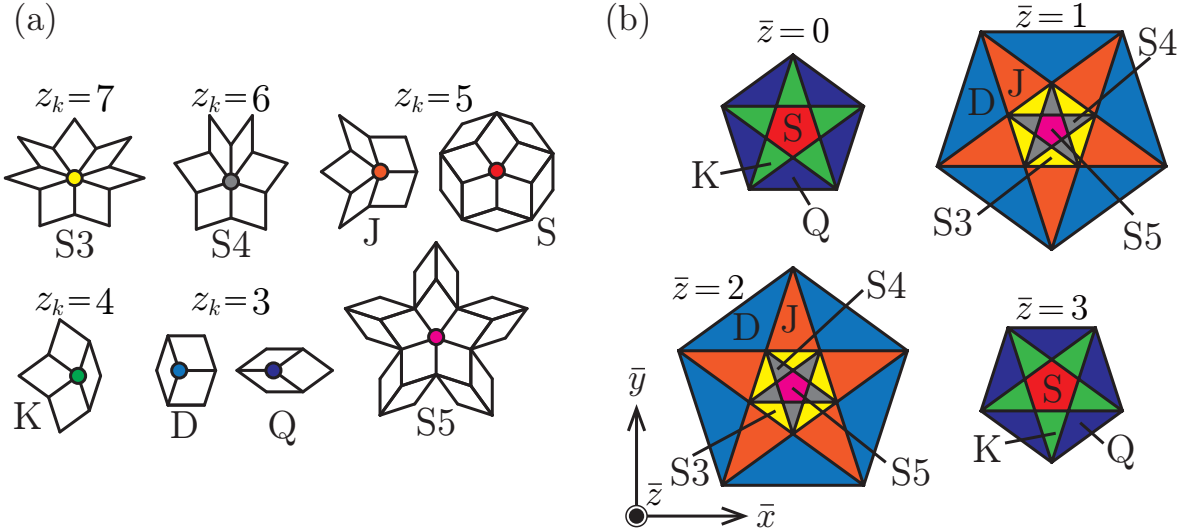 (a)
z_k=7
z_k=6
z_k=5
S3
S4
J
S
z_k=4
z_k=3
K
D
Q
S5
(b)
z̄=0
S
K
Q
z̄=1
S4
J
D
S3
S5
z̄=2
S4
D
J
S3
S5
z̄=3
S
K
Q
ȳ
z̄
x̄